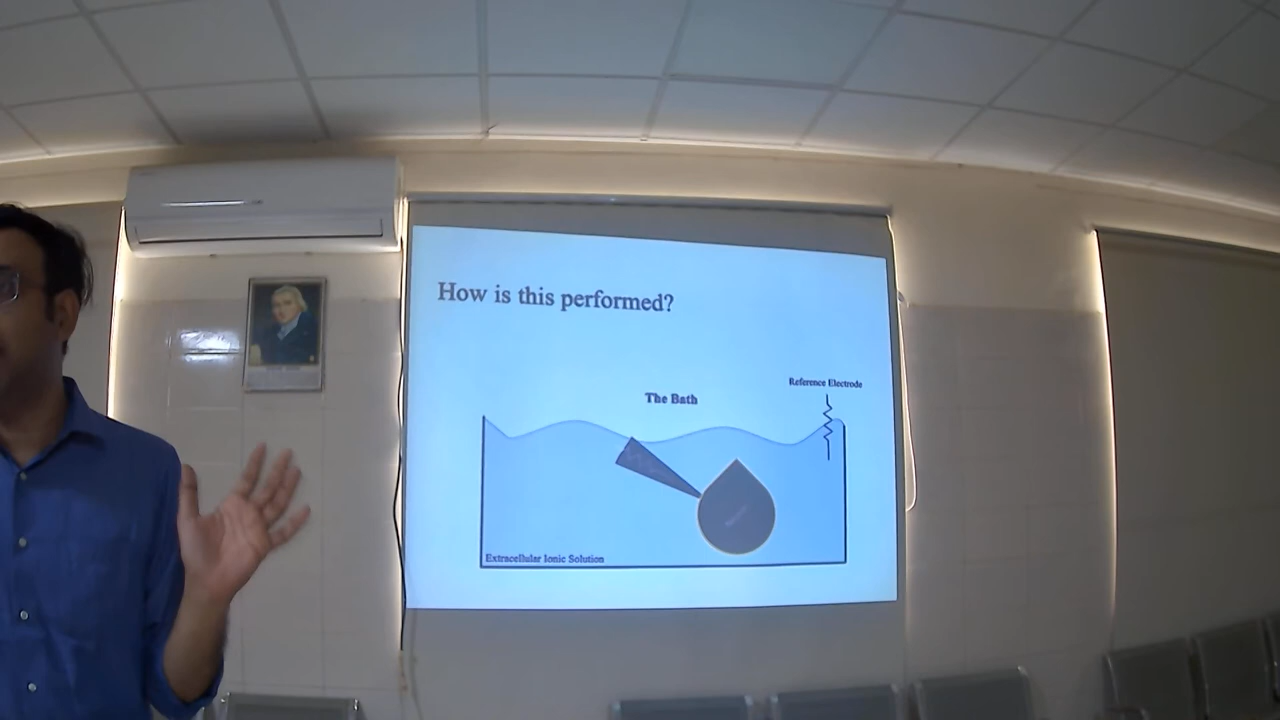 How is this performed?
Reference Electrode
The Bath
Extracellular Ionic Solution